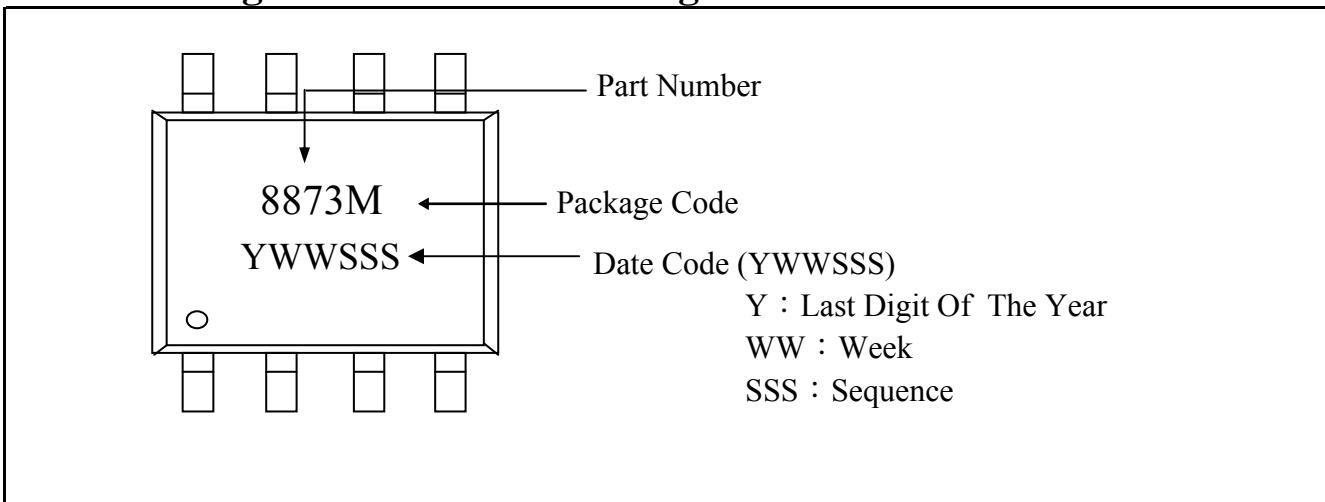 Part Number
8873M
Package Code
YWWSSS
Date Code (YWWSSS)
Y：Last Digit Of The Year
WW：Week
SSS：Sequence